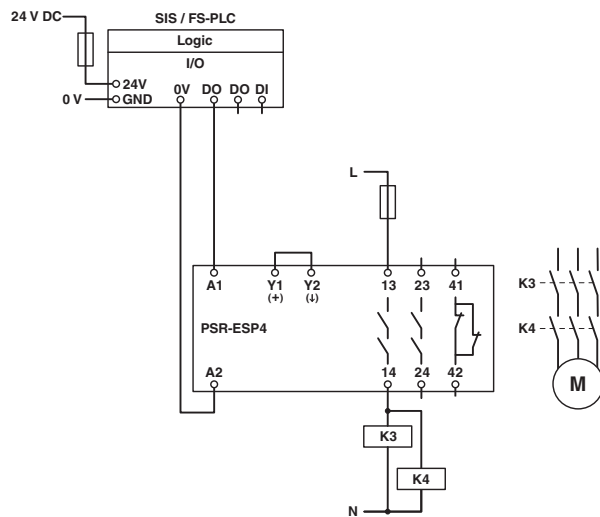 24 V DC
SIS / FS-PLC
Logic
I/O
24V
0 V
GND
0V DO DO DI
L
A1 Y1 Y2 13 23 41
(+) (↓)
K3
PSR-ESP4
K4
A2 14 24 42
M
K3
K4
N